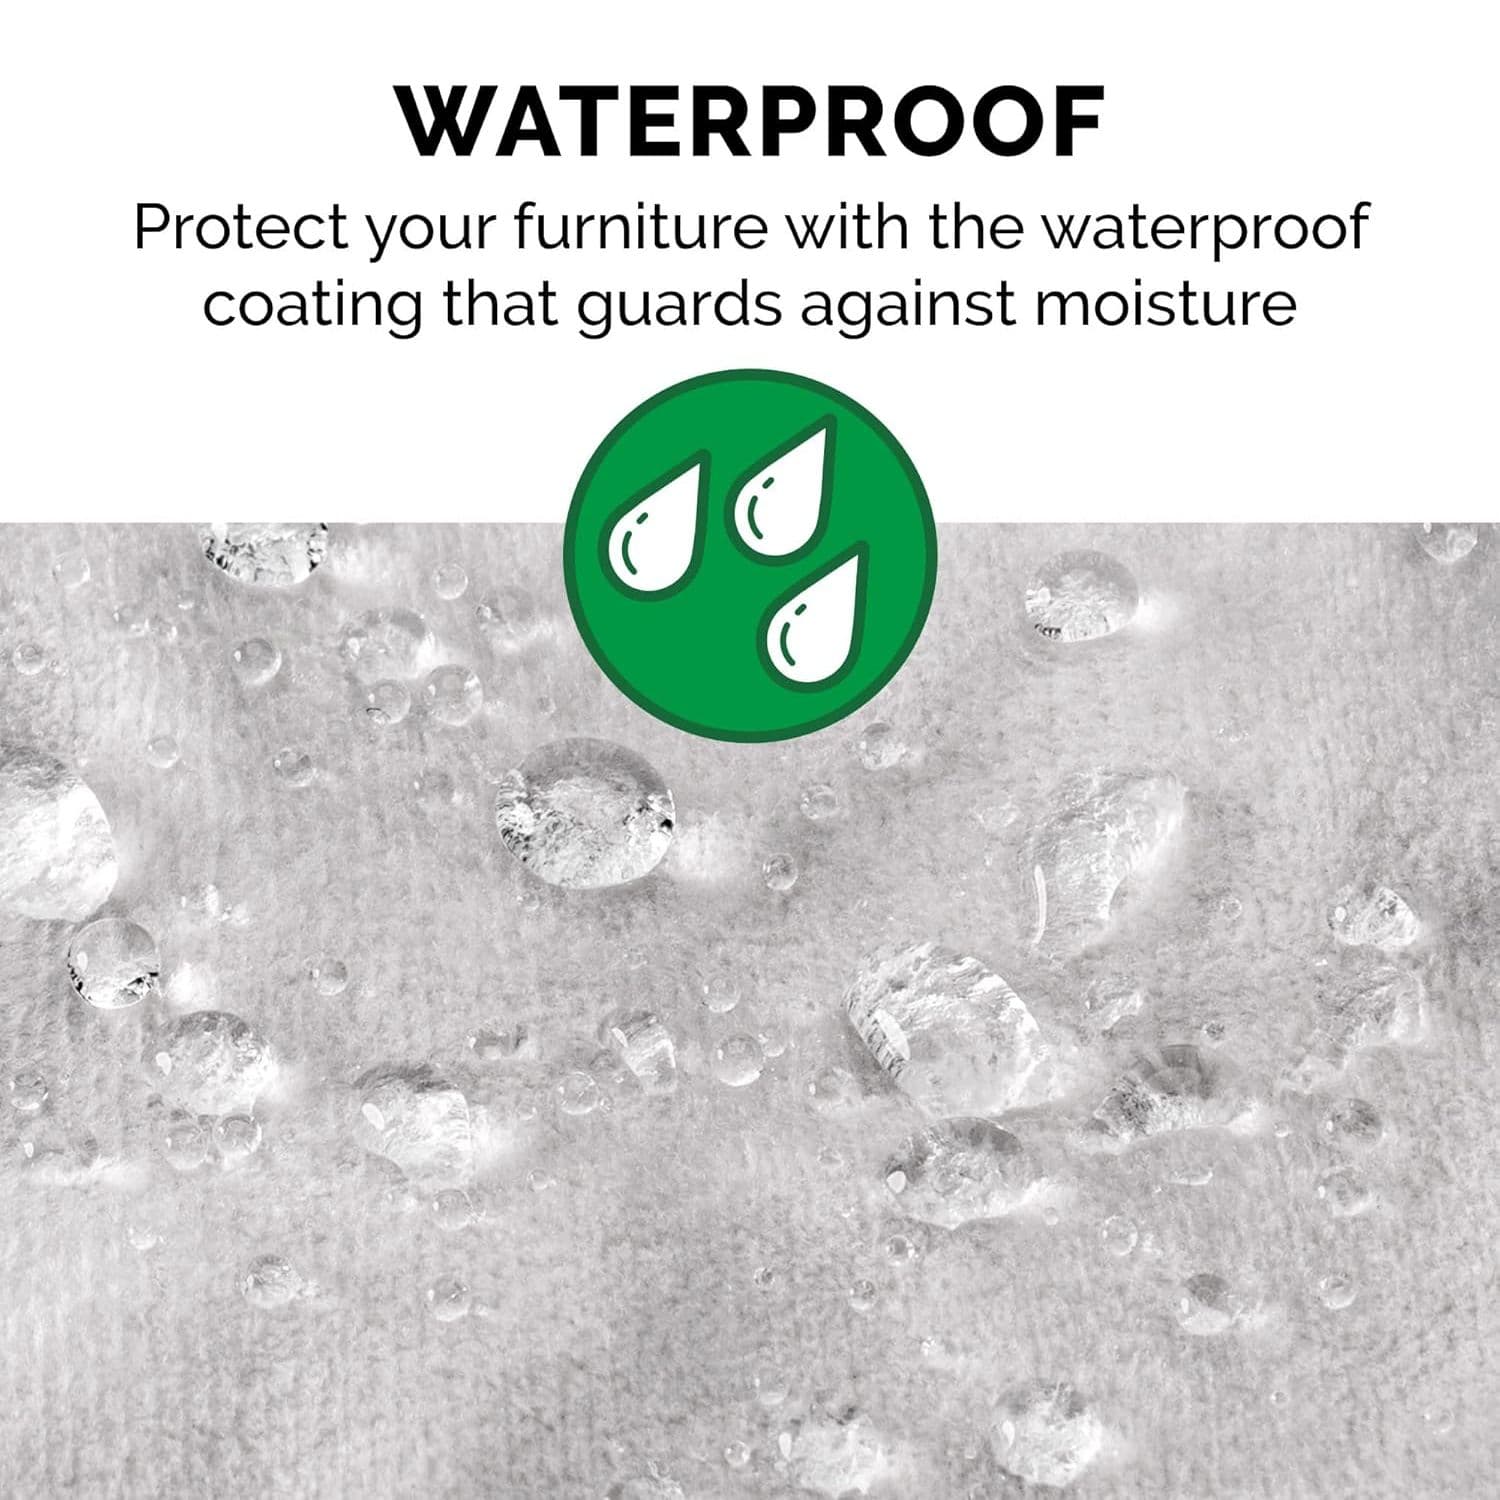 WATERPROOF
Protect your furniture with the waterproof
coating that guards against moisture